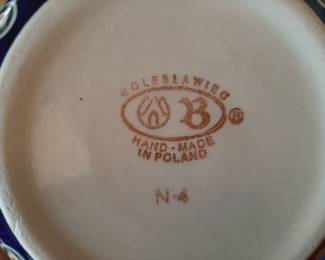 BOLESŁAWIEC
B ®
HAND-MADE
IN POLAND
N-4